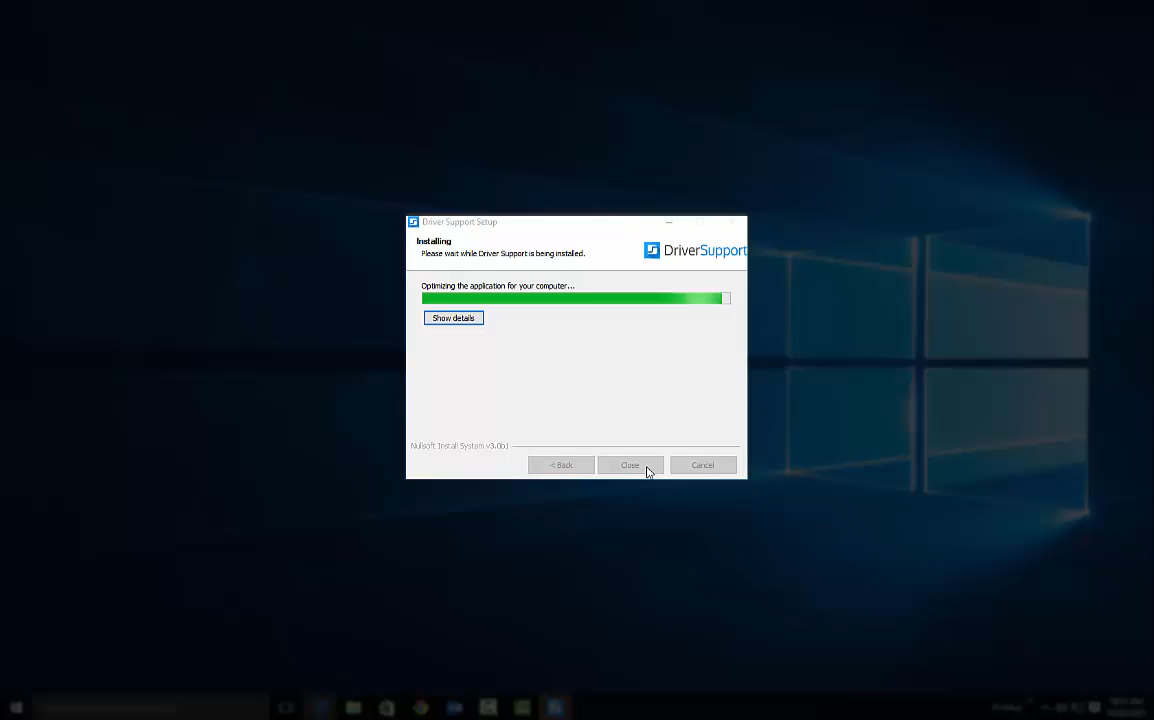 Driver Support Setup
Installing
Please wait while Driver Support is being installed.
DriverSupport
Optimizing the application for your computer...
Show details
Nullsoft Install System v3.0b1
< Back
Close
Cancel